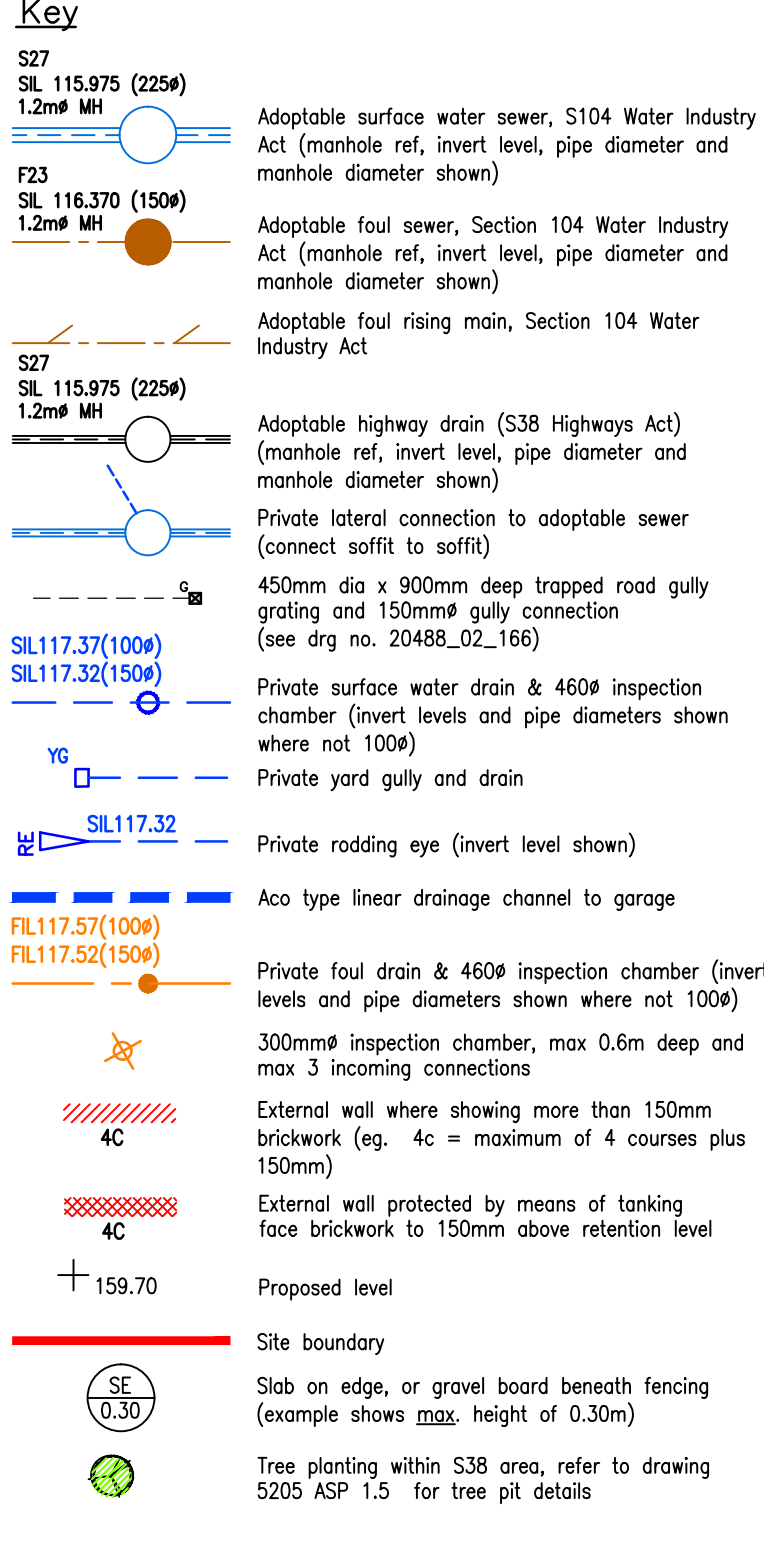 Key
S27
SIL 115.975 (225ø)
1.2mø MH
Adoptable surface water sewer, S104 Water Industry
Act (manhole ref, invert level, pipe diameter and
manhole diameter shown)
F23
SIL 116.370 (150ø)
1.2mø MH
Adoptable foul sewer, Section 104 Water Industry
Act (manhole ref, invert level, pipe diameter and
manhole diameter shown)
Adoptable foul rising main, Section 104 Water
Industry Act
S27
SIL 115.975 (225ø)
1.2mø MH
Adoptable highway drain (S38 Highways Act)
(manhole ref, invert level, pipe diameter and
manhole diameter shown)
Private lateral connection to adoptable sewer
(connect soffit to soffit)
G
450mm dia x 900mm deep trapped road gully
grating and 150mmø gully connection
(see drg no. 20488_02_166)
SIL117.37(100ø)
SIL117.32(150ø)
Private surface water drain & 460ø inspection
chamber (invert levels and pipe diameters shown
where not 100ø)
YG
Private yard gully and drain
RE
SIL117.32
Private rodding eye (invert level shown)
Aco type linear drainage channel to garage
FIL117.57(100ø)
FIL117.52(150ø)
Private foul drain & 460ø inspection chamber (invert
levels and pipe diameters shown where not 100ø)
300mmø inspection chamber, max 0.6m deep and
max 3 incoming connections
4C
External wall where showing more than 150mm
brickwork (eg. 4c = maximum of 4 courses plus
150mm)
4C
External wall protected by means of tanking
face brickwork to 150mm above retention level
159.70
Proposed level
Site boundary
SE
0.30
Slab on edge, or gravel board beneath fencing
(example shows max. height of 0.30m)
Tree planting within S38 area, refer to drawing
5205 ASP 1.5 for tree pit details